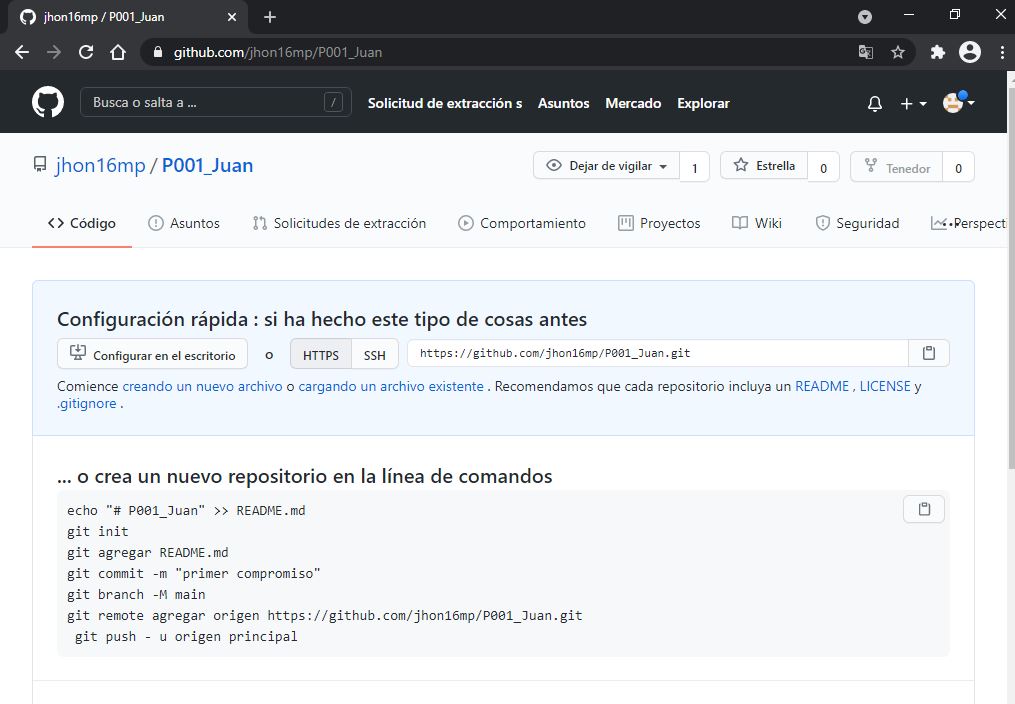 jhon16mp / P001_Juan
github.com/jhon16mp/P001_Juan
Busca o salta a ... / Solicitud de extracción s Asuntos Mercado Explorar
jhon16mp / P001_Juan Dejar de vigilar 1 Estrella 0 Tenedor 0
Código Asuntos Solicitudes de extracción Comportamiento Proyectos Wiki Seguridad Perspecti
Configuración rápida : si ha hecho este tipo de cosas antes
Configurar en el escritorio o HTTPS SSH https://github.com/jhon16mp/P001_Juan.git
Comience creando un nuevo archivo o cargando un archivo existente . Recomendamos que cada repositorio incluya un README , LICENSE y
.gitignore .
... o crea un nuevo repositorio en la línea de comandos
echo "# P001_Juan" >> README.md
git init
git agregar README.md
git commit -m "primer compromiso"
git branch -M main
git remote agregar origen https://github.com/jhon16mp/P001_Juan.git
git push - u origen principal